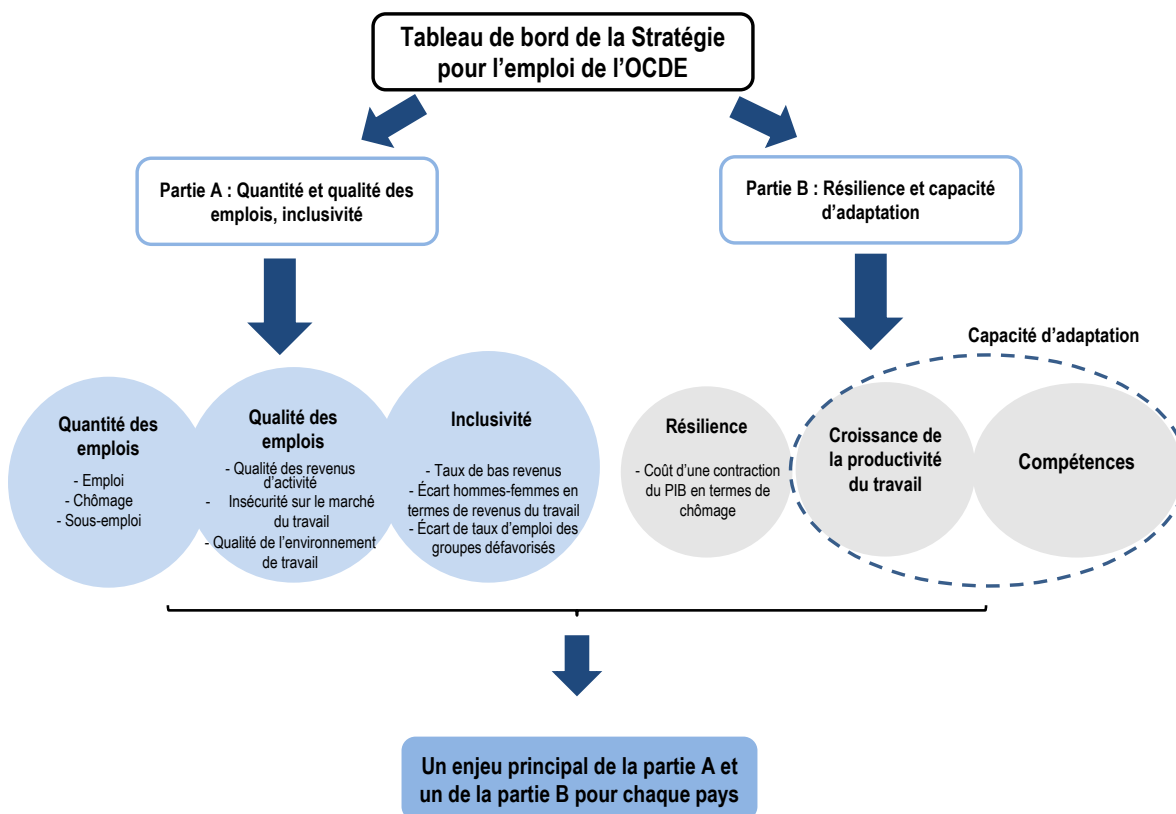 Tableau de bord de la Stratégie
pour l’emploi de l’OCDE
Partie A : Quantité et qualité des
emplois, inclusivité
Partie B : Résilience et capacité
d’adaptation
Capacité d’adaptation
Quantité des
emplois
- Emploi
- Chômage
- Sous-emploi
Qualité des
emplois
- Qualité des revenus
d’activité
- Insécurité sur le marché
du travail
- Qualité de l’environnement
de travail
Inclusivité
- Taux de bas revenus
- Écart hommes-femmes en
termes de revenus du travail
- Écart de taux d’emploi des
groupes défavorisés
Résilience
- Coût d’une contraction
du PIB en termes de
chômage
Croissance de
la productivité
du travail
Compétences
Un enjeu principal de la partie A et
un de la partie B pour chaque pays